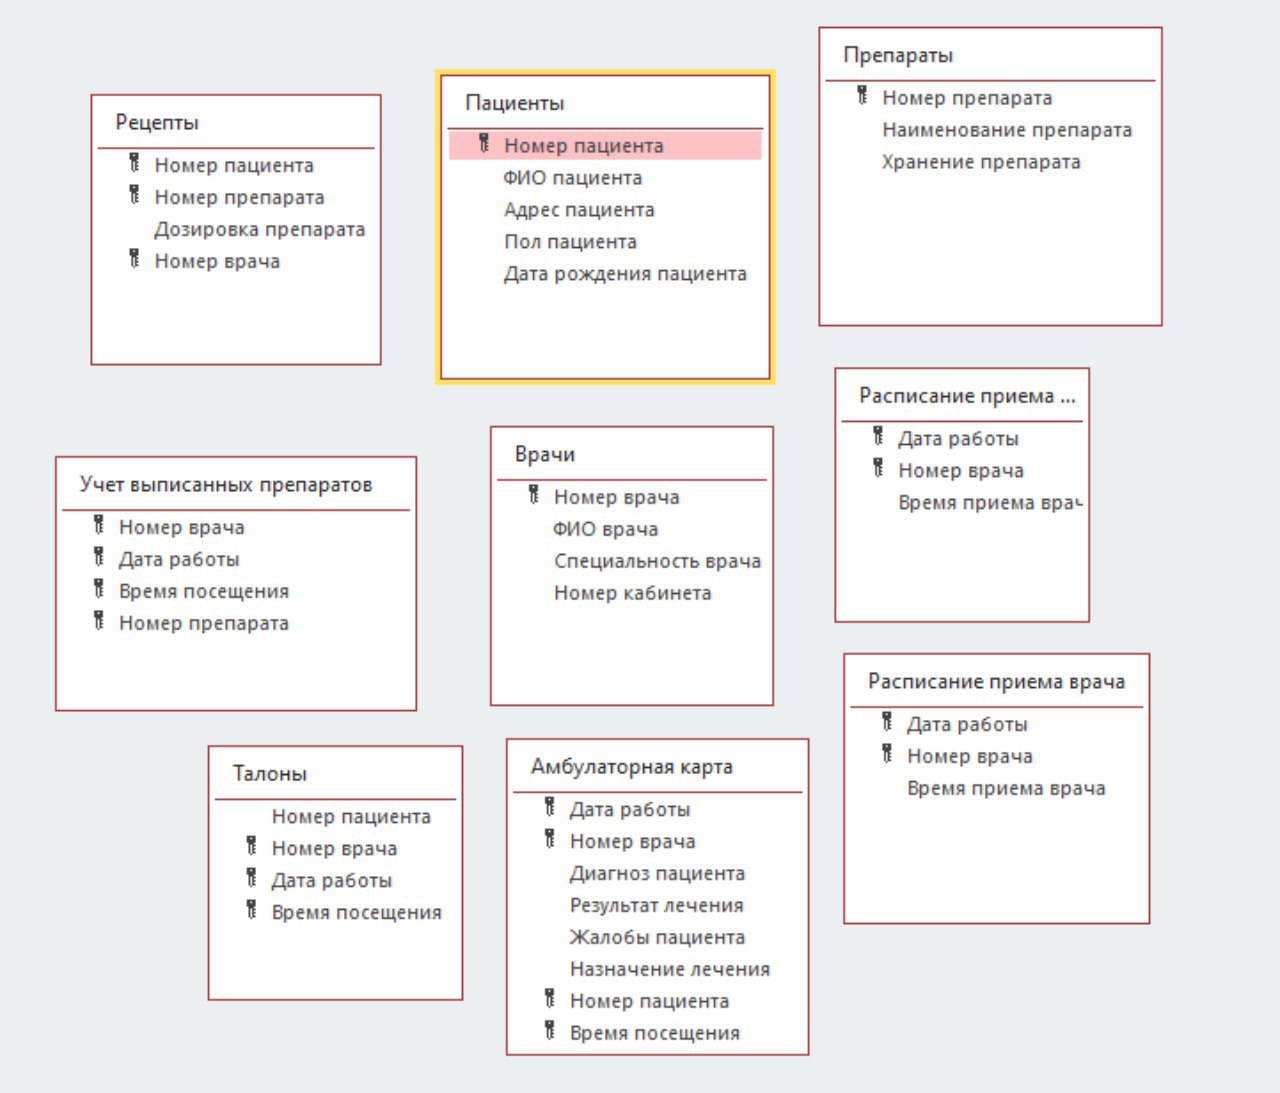 Рецепты
Номер пациента
Номер препарата
Дозировка препарата
Номер врача
Пациенты
Номер пациента
ФИО пациента
Адрес пациента
Пол пациента
Дата рождения пациента
Препараты
Номер препарата
Наименование препарата
Хранение препарата
Учет выписанных препаратов
Номер врача
Дата работы
Время посещения
Номер препарата
Врачи
Номер врача
ФИО врача
Специальность врача
Номер кабинета
Расписание приема ...
Дата работы
Номер врача
Время приема врач
Талоны
Номер пациента
Номер врача
Дата работы
Время посещения
Амбулаторная карта
Дата работы
Номер врача
Диагноз пациента
Результат лечения
Жалобы пациента
Назначение лечения
Номер пациента
Время посещения
Расписание приема врача
Дата работы
Номер врача
Время приема врача